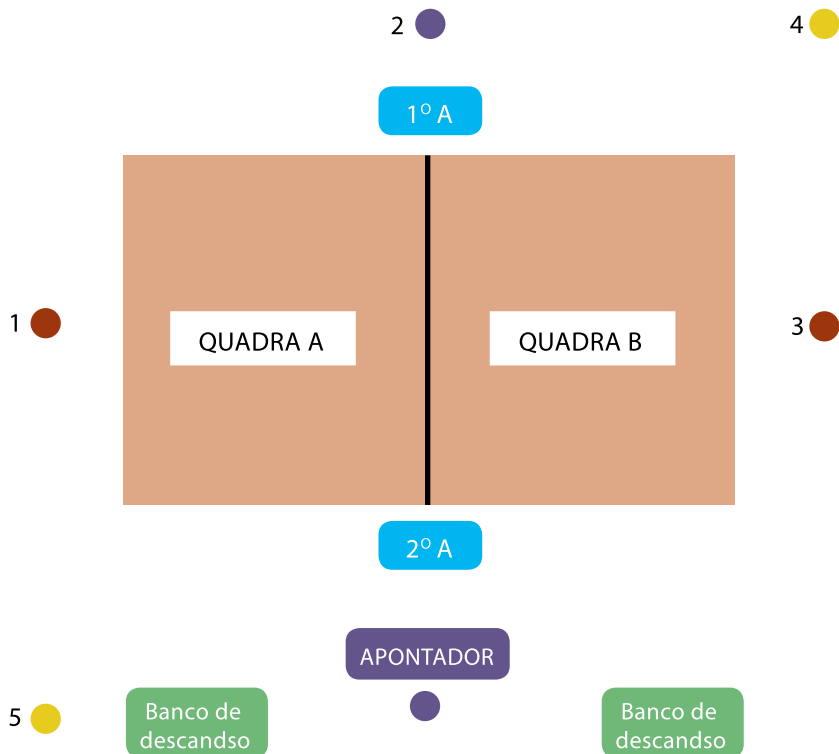 2
4
1º A
1
QUADRA A
QUADRA B
3
2º A
APONTADOR
5
Banco de
descandso
Banco de
descandso